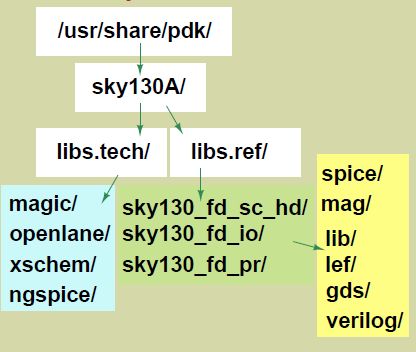 /usr/share/pdk/
sky130A/
libs.tech/
libs.ref/
magic/
openlane/
xschem/
ngspice/
sky130_fd_sc_hd/
sky130_fd_io/
sky130_fd_pr/
spice/
mag/
lib/
lef/
gds/
verilog/